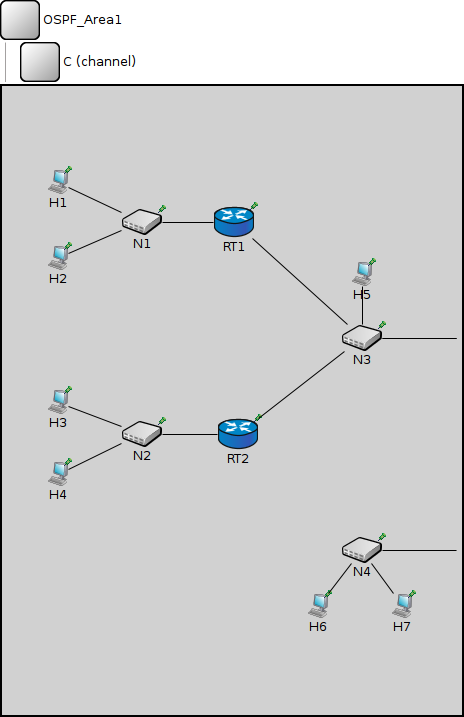 OSPF_Area1
C (channel)
H1
N1
RT1
H2
H5
N3
H3
N2
RT2
H4
N4
H6
H7